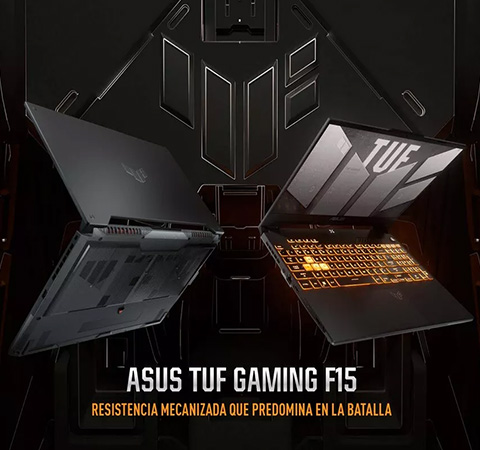 TUF
ASUS TUF GAMING F15
RESISTENCIA MECANIZADA QUE PREDOMINA EN LA BATALLA